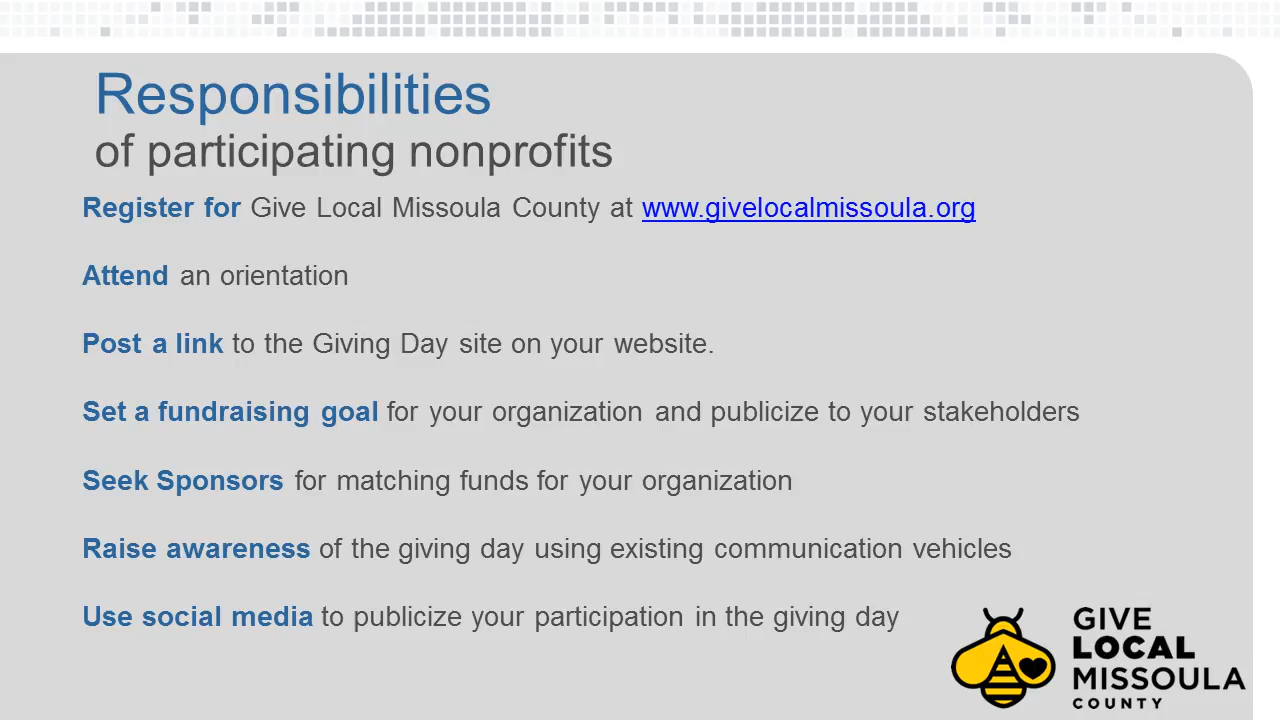 Responsibilities
of participating nonprofits
Register for Give Local Missoula County at www.givelocalmissoula.org
Attend an orientation
Post a link to the Giving Day site on your website.
Set a fundraising goal for your organization and publicize to your stakeholders
Seek Sponsors for matching funds for your organization
Raise awareness of the giving day using existing communication vehicles
Use social media to publicize your participation in the giving day
GIVE
LOCAL
MISSOULA
COUNTY